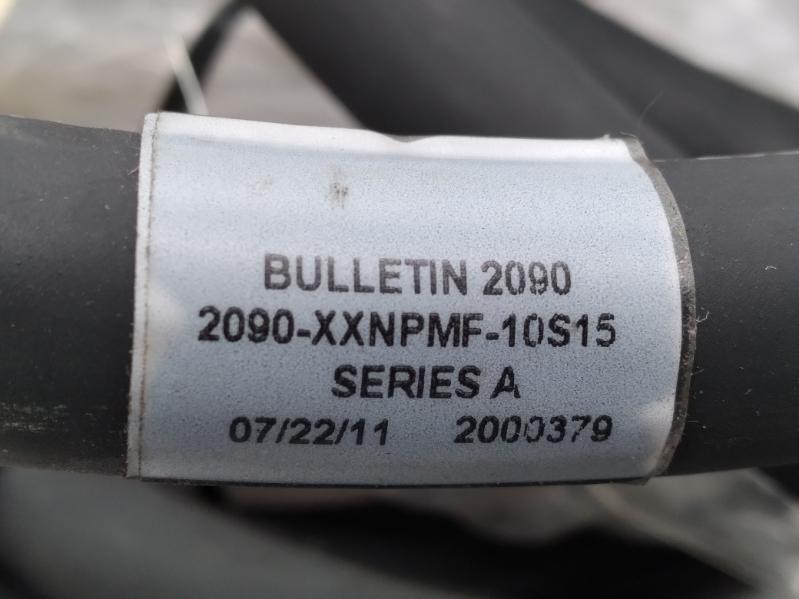 BULLETIN 2090
2090-XXNPMF-10S15
SERIES A
07/22/11 2000379